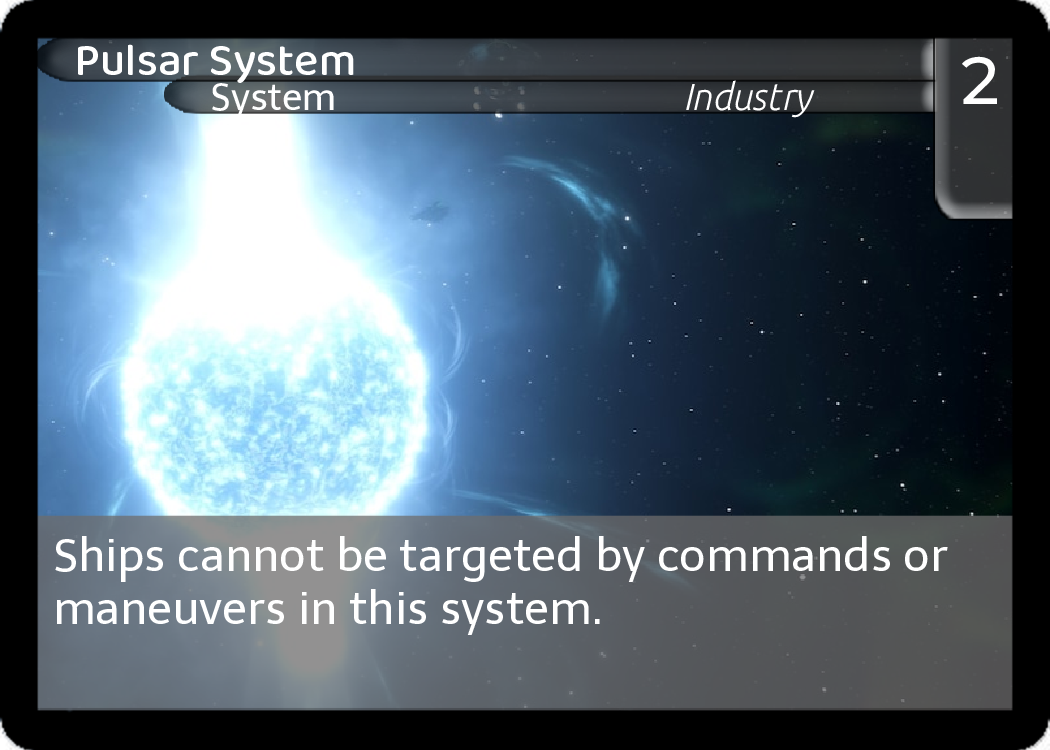 Pulsar System
2
System Industry
Ships cannot be targeted by commands or
maneuvers in this system.